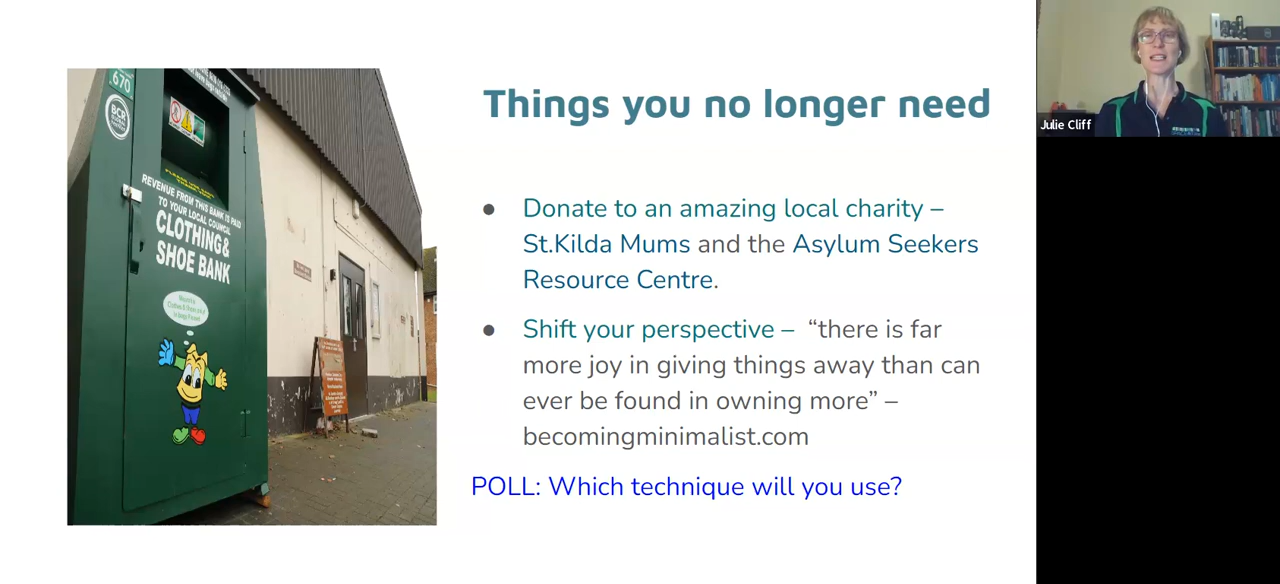 Things you no longer need
● Donate to an amazing local charity –
St.Kilda Mums and the Asylum Seekers
Resource Centre.
● Shift your perspective – “there is far
more joy in giving things away than can
ever be found in owning more” –
becomingminimalist.com
POLL: Which technique will you use?
670
BCR
REVENUE FROM THIS BANK IS PAID
TO YOUR LOCAL COUNCIL
CLOTHING &
SHOE BANK
Julie Cliff